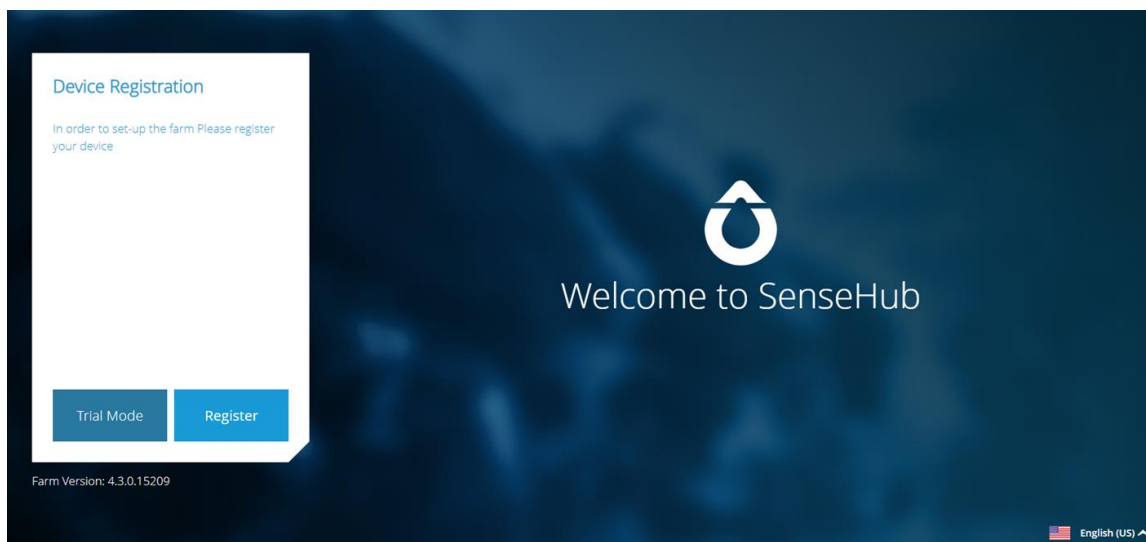 Device Registration
In order to set-up the farm Please register
your device
Welcome to SenseHub
Trial Mode
Register
Farm Version: 4.3.0.15209
English (US)